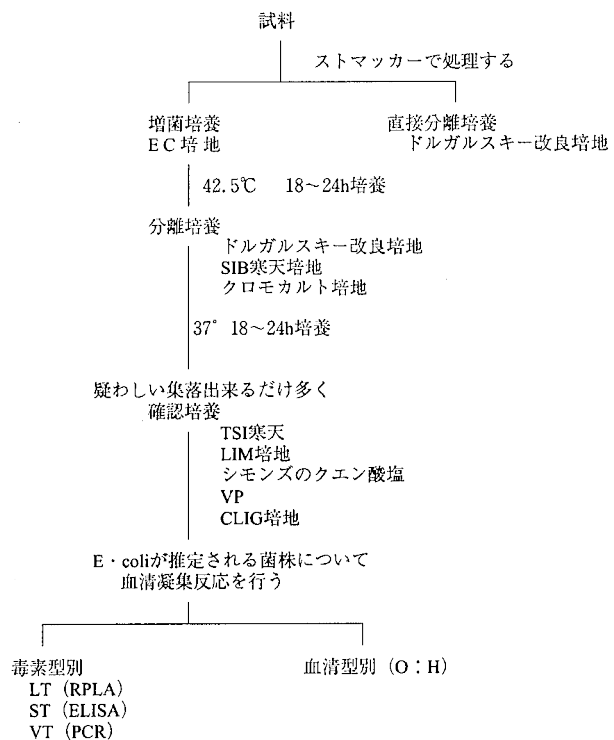 試料
ストマッカーで処理する
増菌培養
EC培地
直接分離培養
ドルガルスキー改良培地
42.5℃ 18～24h培養
分離培養
ドルガルスキー改良培地
SIB寒天培地
クロモカルト培地
37° 18～24h培養
疑わしい集落出来るだけ多く
確認培養
TSI寒天
LIM培地
シモンズのクエン酸塩
VP
CLIG培地
E・coliが推定される菌株について
血清凝集反応を行う
毒素型別
LT（RPLA）
ST（ELISA）
VT（PCR）
血清型別（O：H）